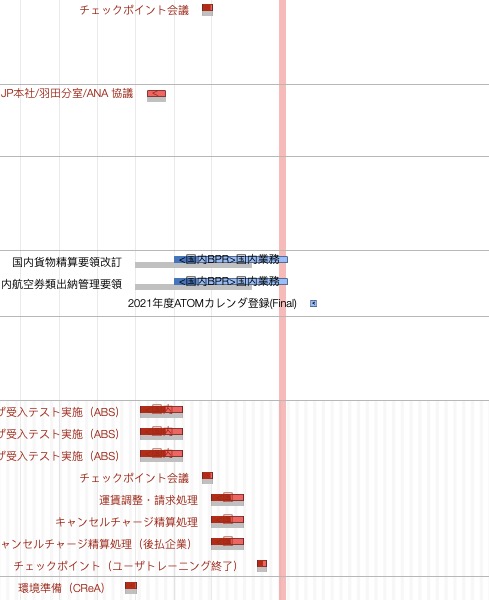 チェックポイント会議
JP本社/羽田分室/ANA 協議
国内貨物精算要領改訂 <国内BPR>国内業務
内航空券類出納管理要領 <国内BPR>国内業務
2021年度ATOMカレンダ登録(Final) <
ザ受入テスト実施（ABS） 国内
ザ受入テスト実施（ABS） 国内
ザ受入テスト実施（ABS） 国内
チェックポイント会議
運賃調整・請求処理
キャンセルチャージ精算処理
ャンセルチャージ精算処理（後払企業）
チェックポイント（ユーザトレーニング終了）
環境準備（CReA）